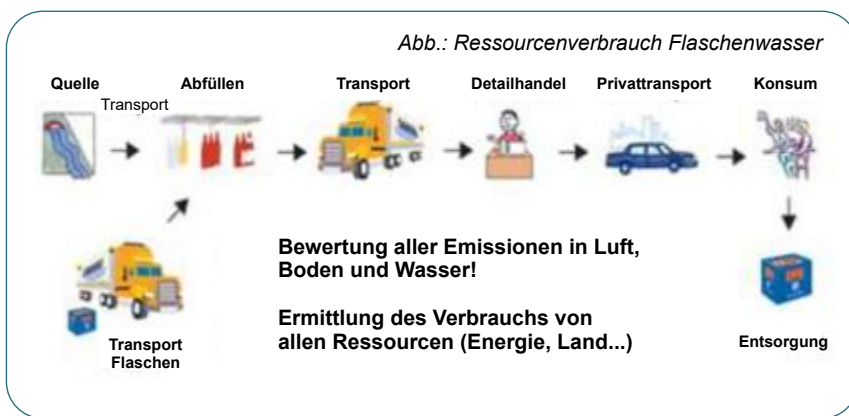 Abb.: Ressourcenverbrauch Flaschenwasser
Quelle
Abfüllen
Transport
Detailhandel
Privattransport
Konsum
Transport
Bewertung aller Emissionen in Luft,
Boden und Wasser!
Ermittlung des Verbrauchs von
allen Ressourcen (Energie, Land...)
Transport
Flaschen
Entsorgung